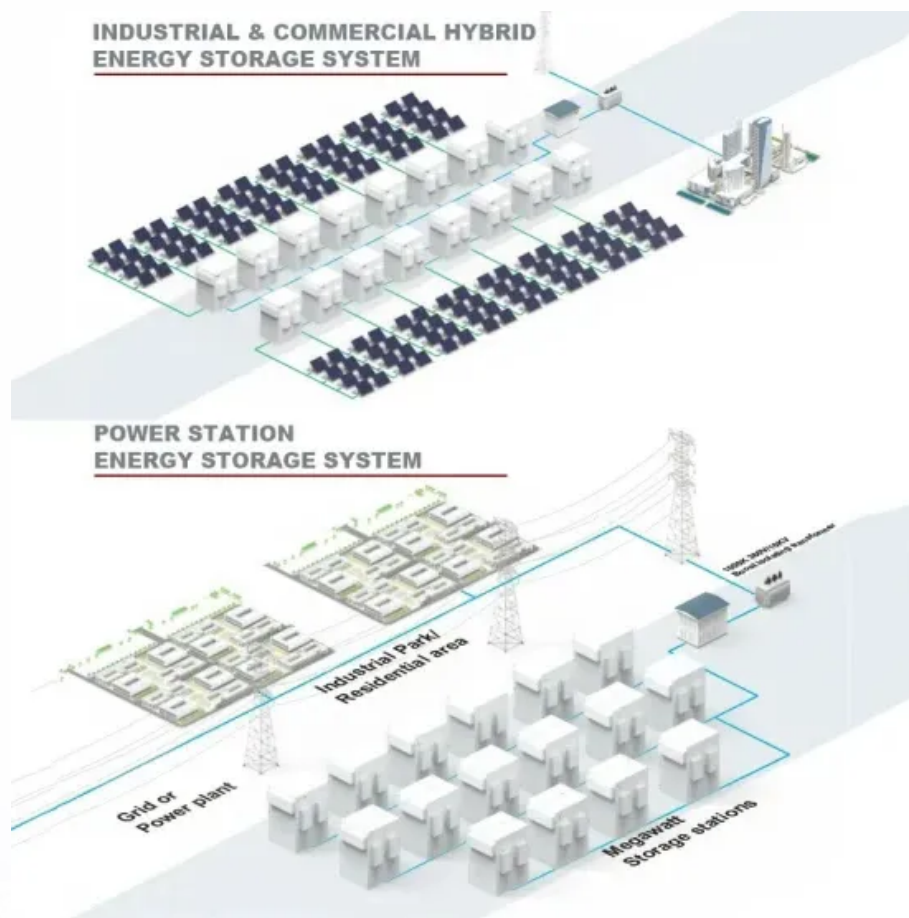 INDUSTRIAL & COMMERCIAL HYBRID
ENERGY STORAGE SYSTEM
POWER STATION
ENERGY STORAGE SYSTEM
Industrial Park/
Residential area
Grid or
Power plant
Megawatt
Storage stations